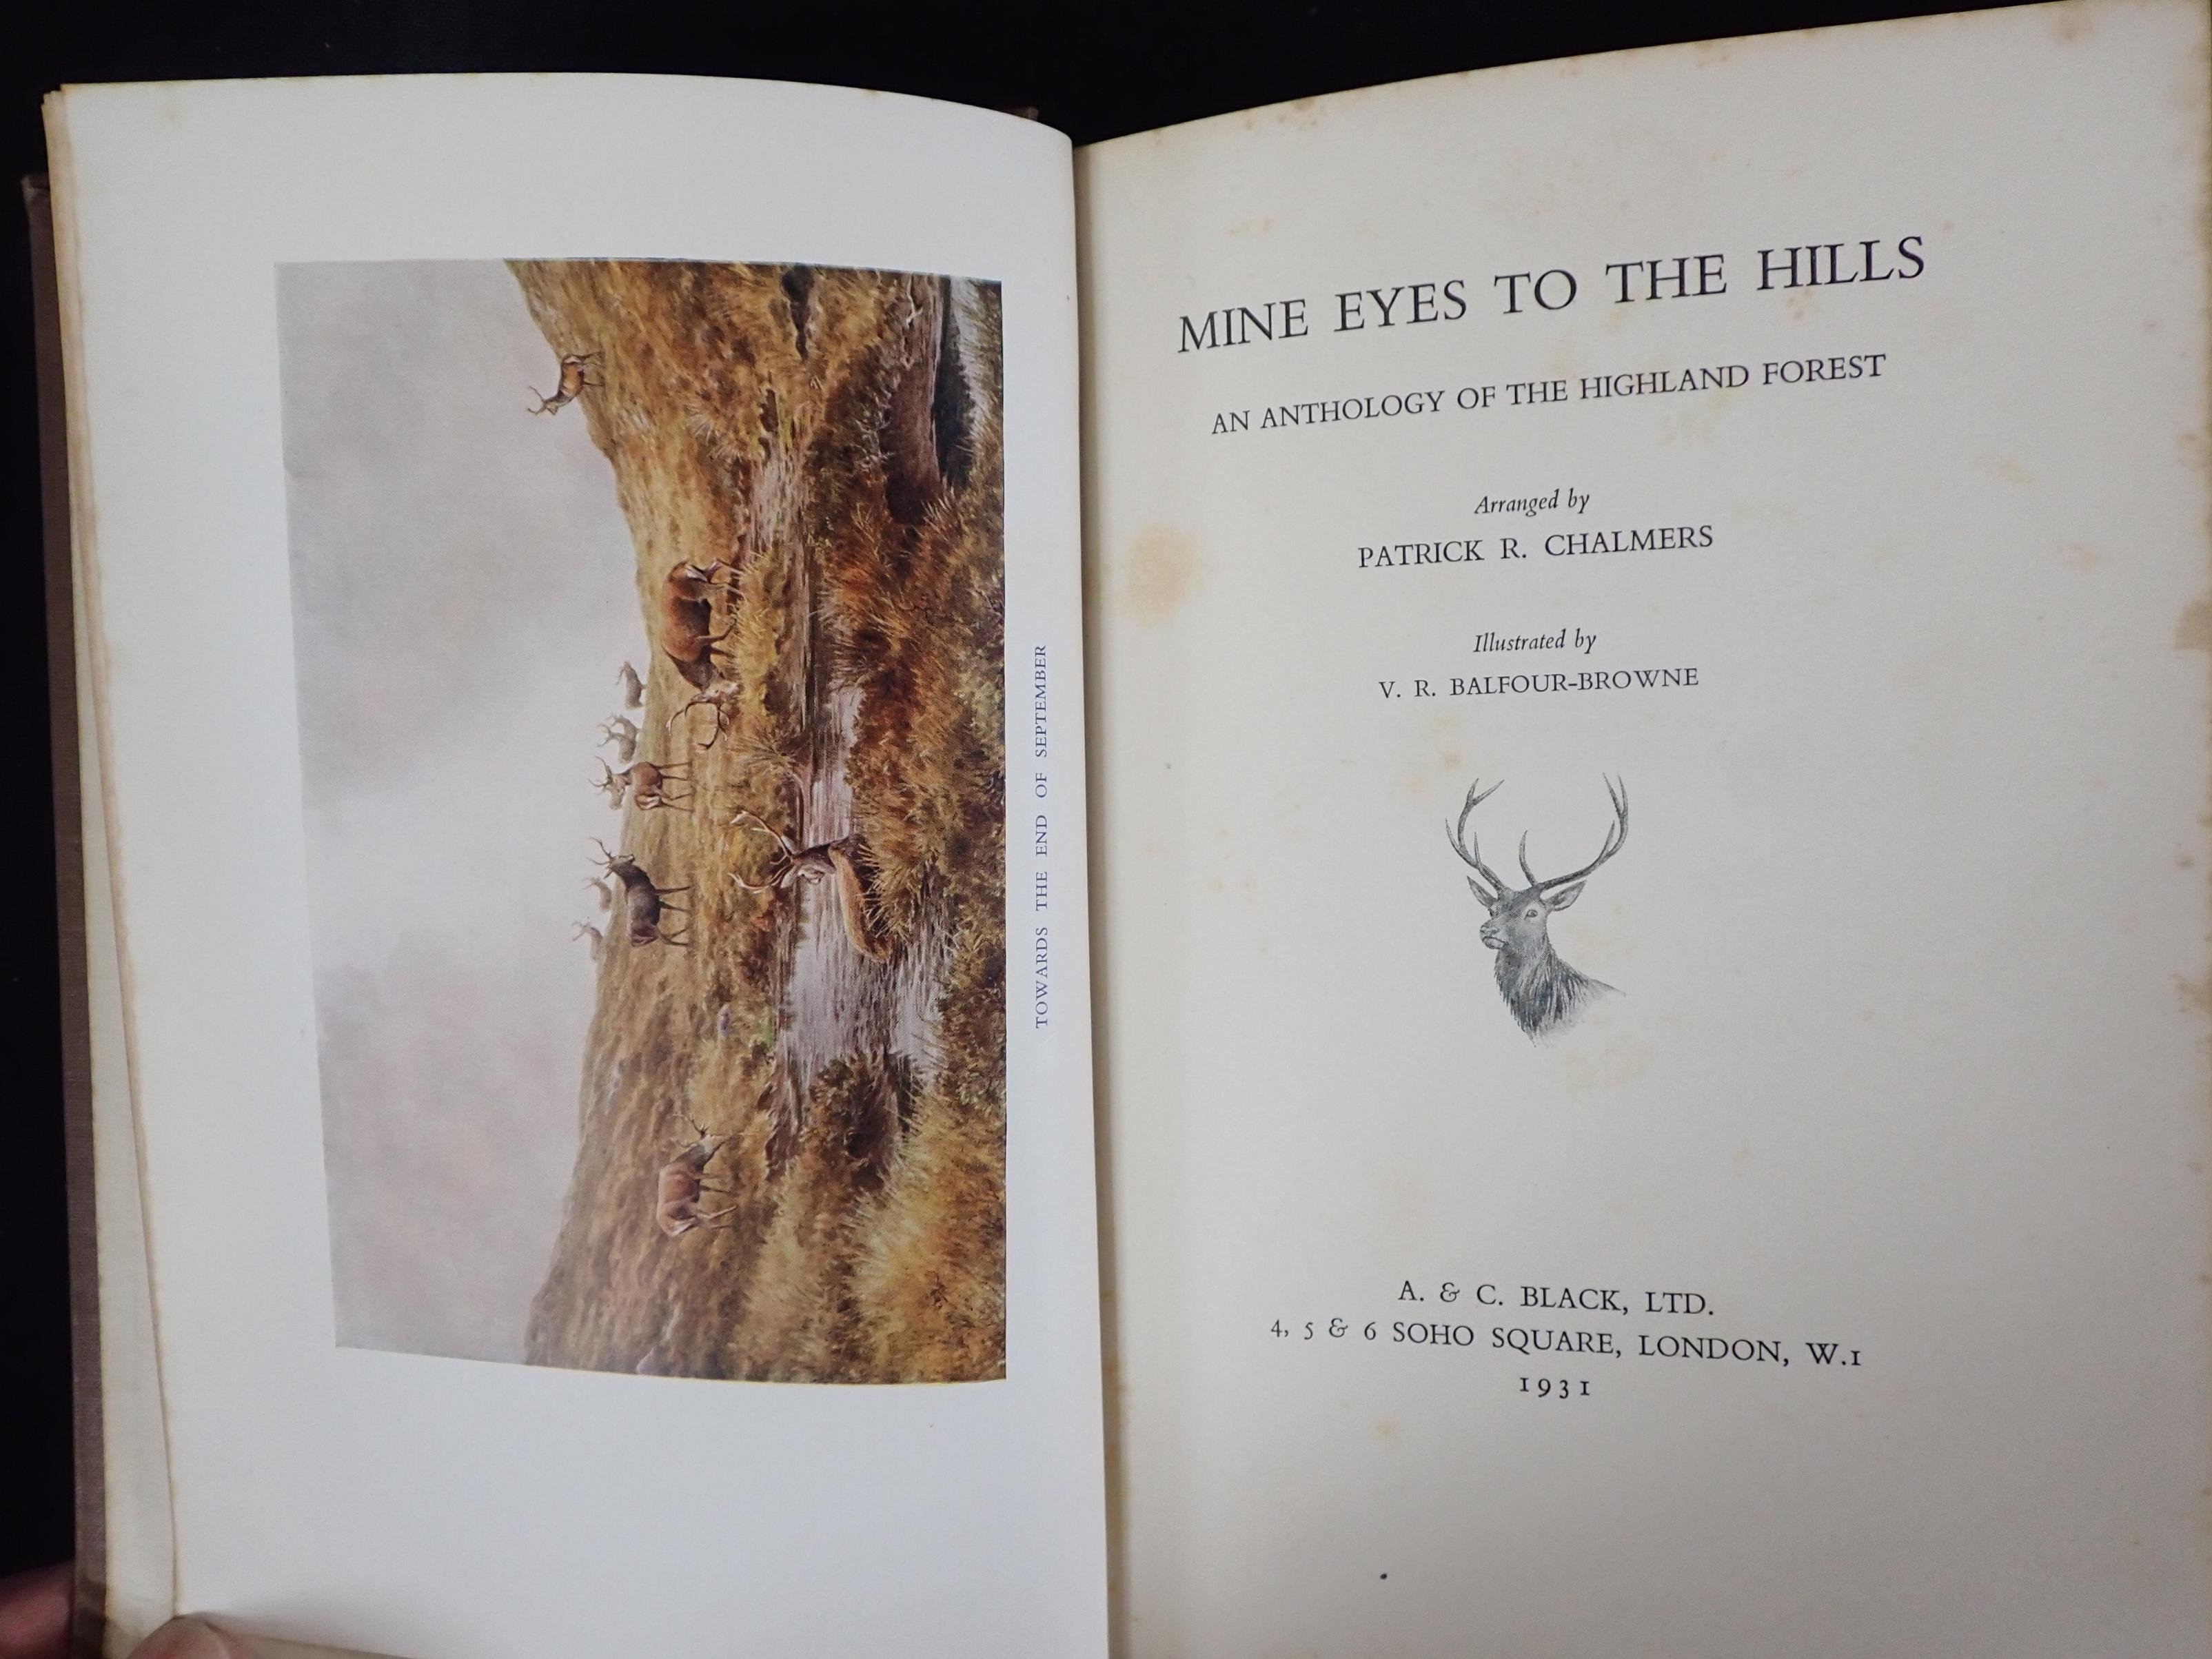 TOWARDS THE END OF SEPTEMBER
MINE EYES TO THE HILLS
AN ANTHOLOGY OF THE HIGHLAND FOREST
Arranged by
PATRICK R. CHALMERS
Illustrated by
V. R. BALFOUR-BROWNE
A. & C. BLACK, LTD.
4, 5 & 6 SOHO SQUARE, LONDON, W.1
1931